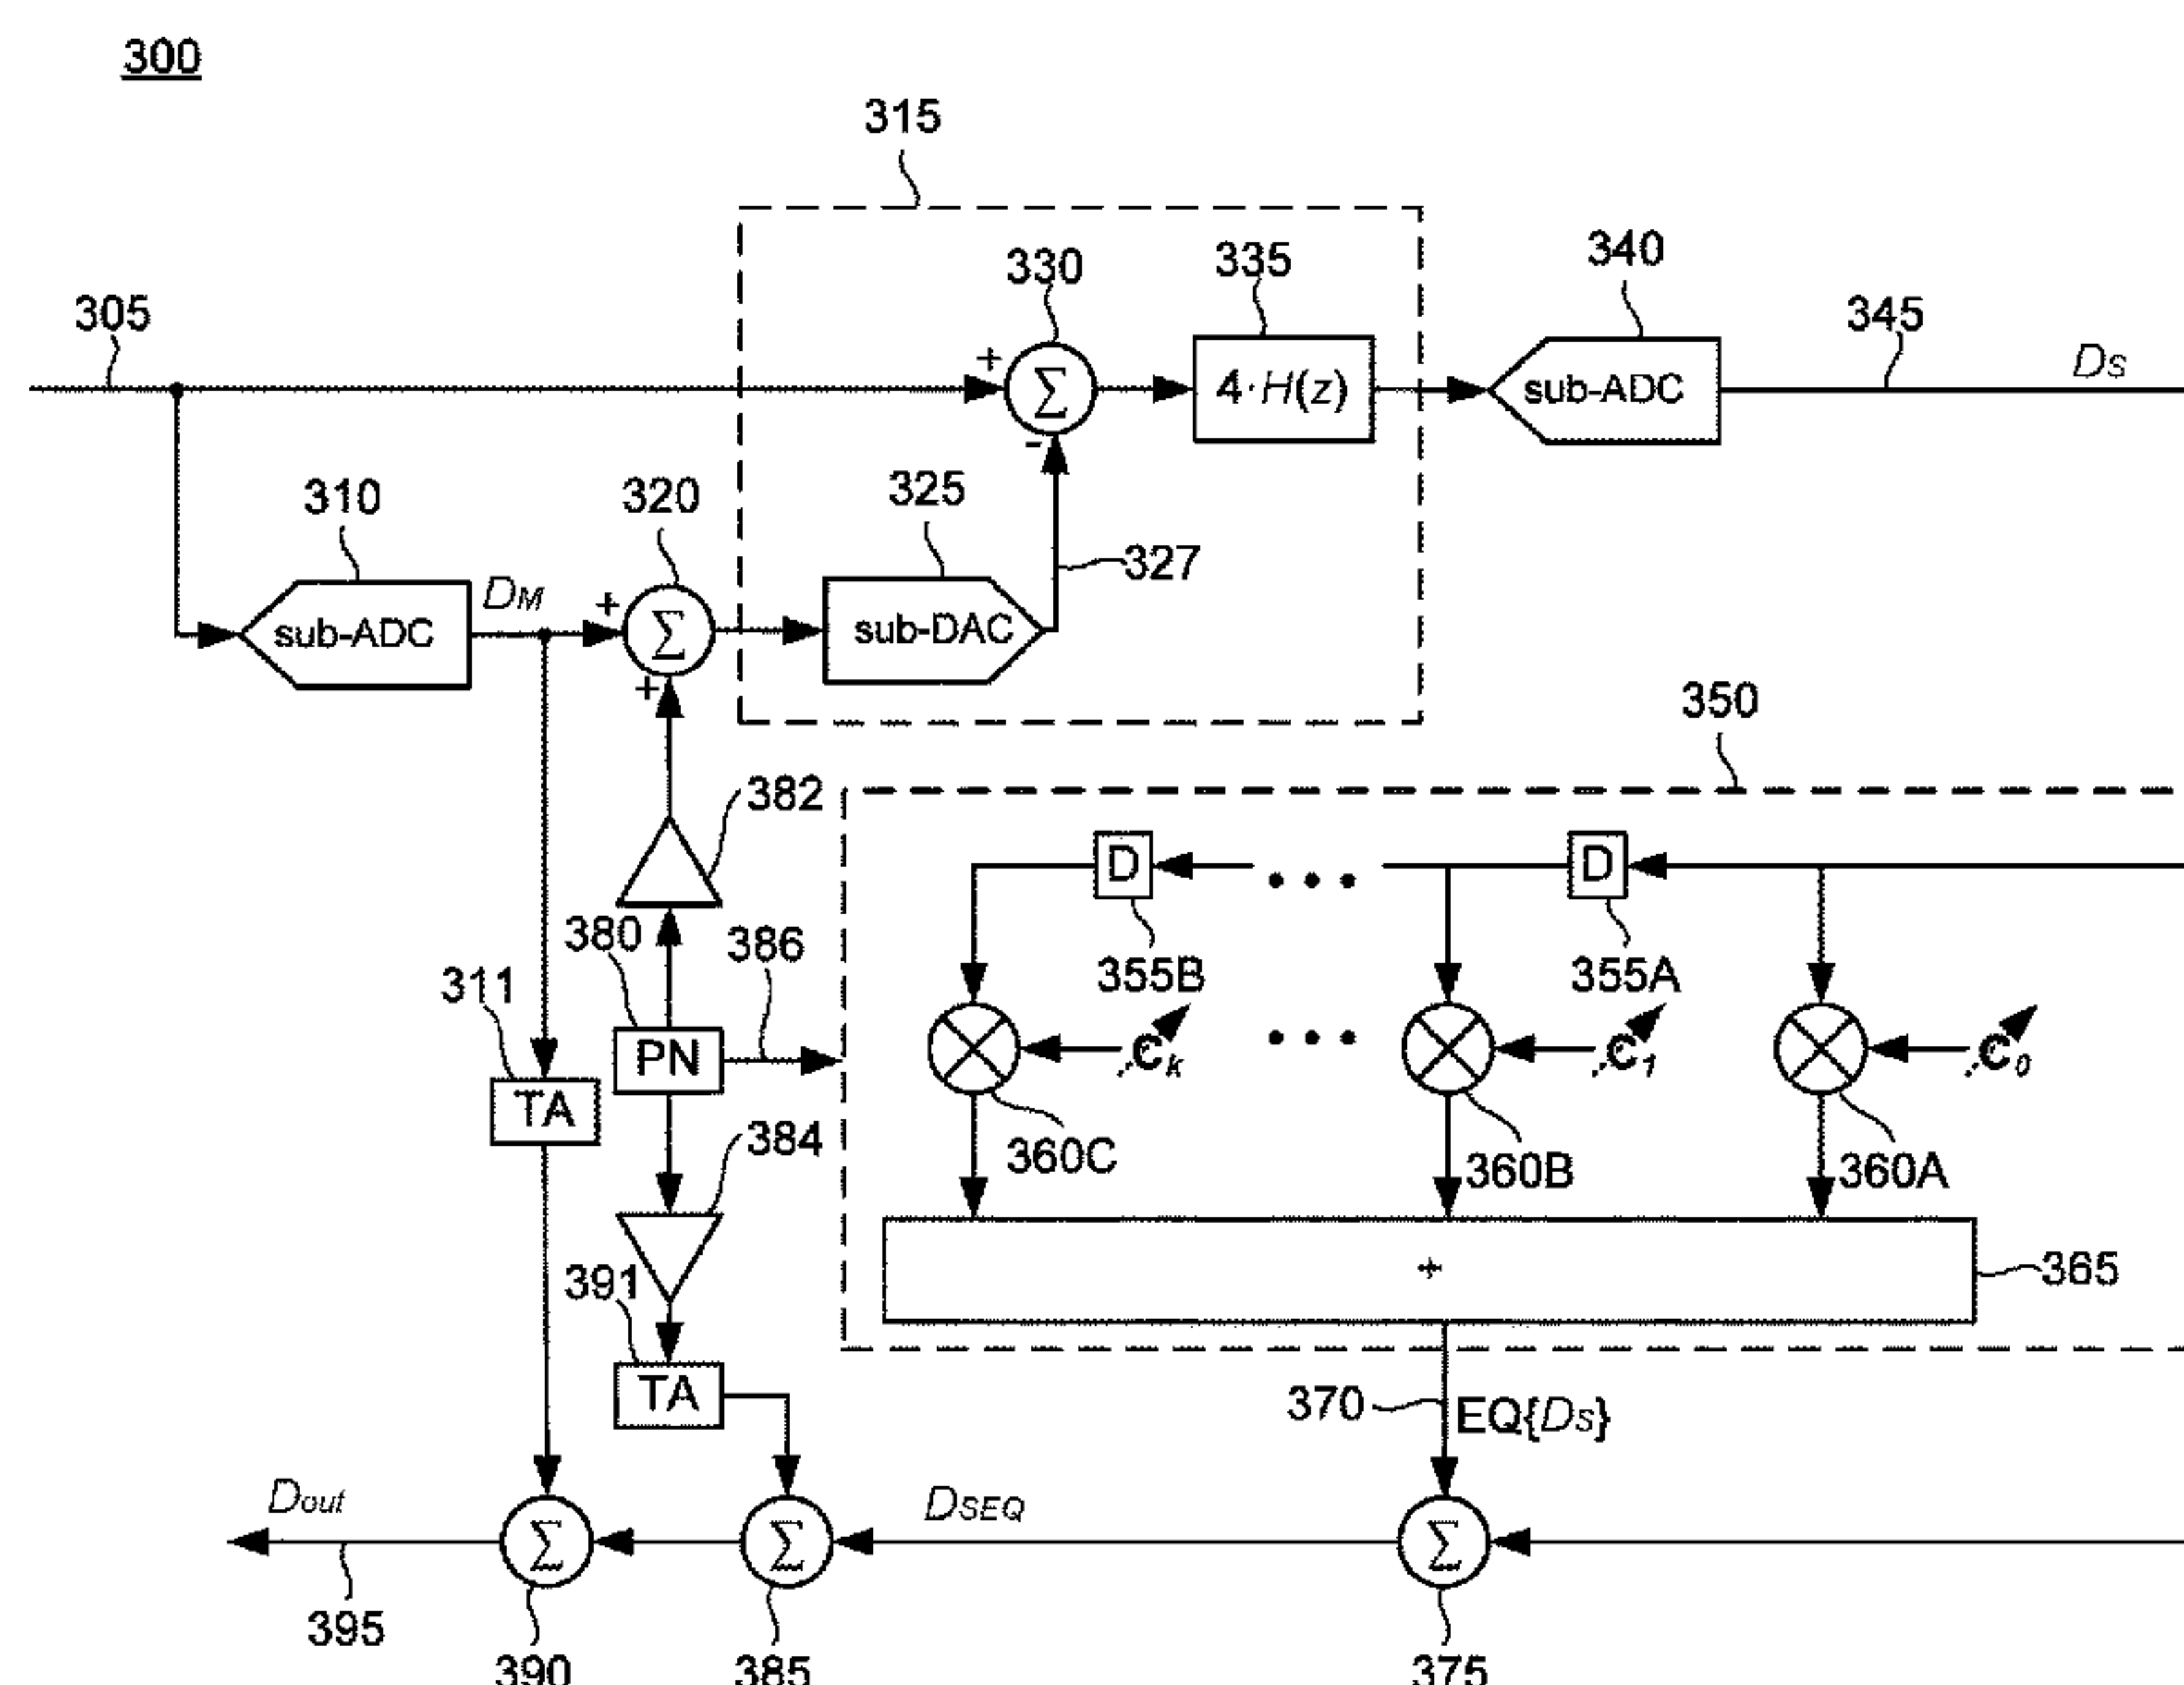 300
315
330
335
340
305
345
DS
+
Σ
4·H(z)
sub-ADC
-
310
320
325
327
DM
+
sub-ADC
Σ
sub-DAC
+
350
382
D
• • •
D
380
386
355B
355A
311
PN
Ck
• • •
C1
C0
TA
384
360C
360B
360A
391
+
365
TA
370
EQ{DS}
Dout
DSEQ
Σ
Σ
Σ
395
390
385
375